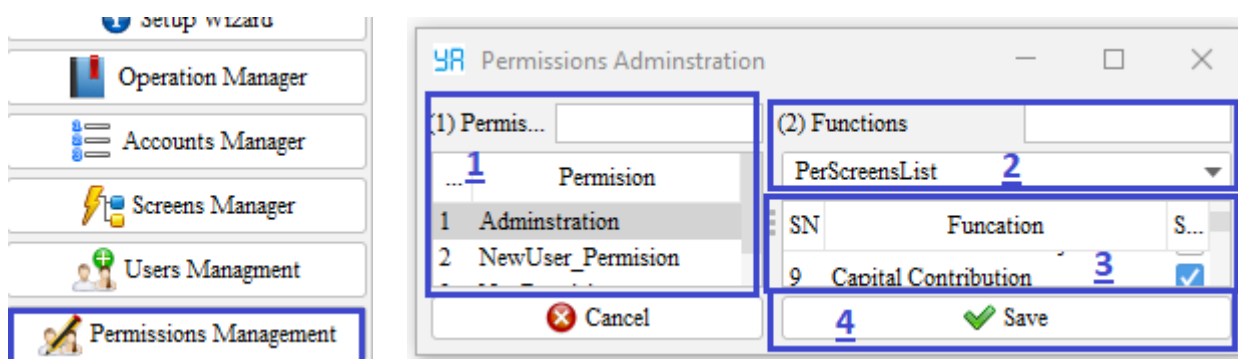 Setup Wizard
Operation Manager
Accounts Manager
Screens Manager
Users Managment
Permissions Management
YA Permissions Adminstration
(1) Permis...
1
... Permision
1 Adminstration
2 NewUser_Permision
Cancel
(2) Functions
PerScreensList 2
SN Funcation S...
9 Capital Contribution 3
4 Save